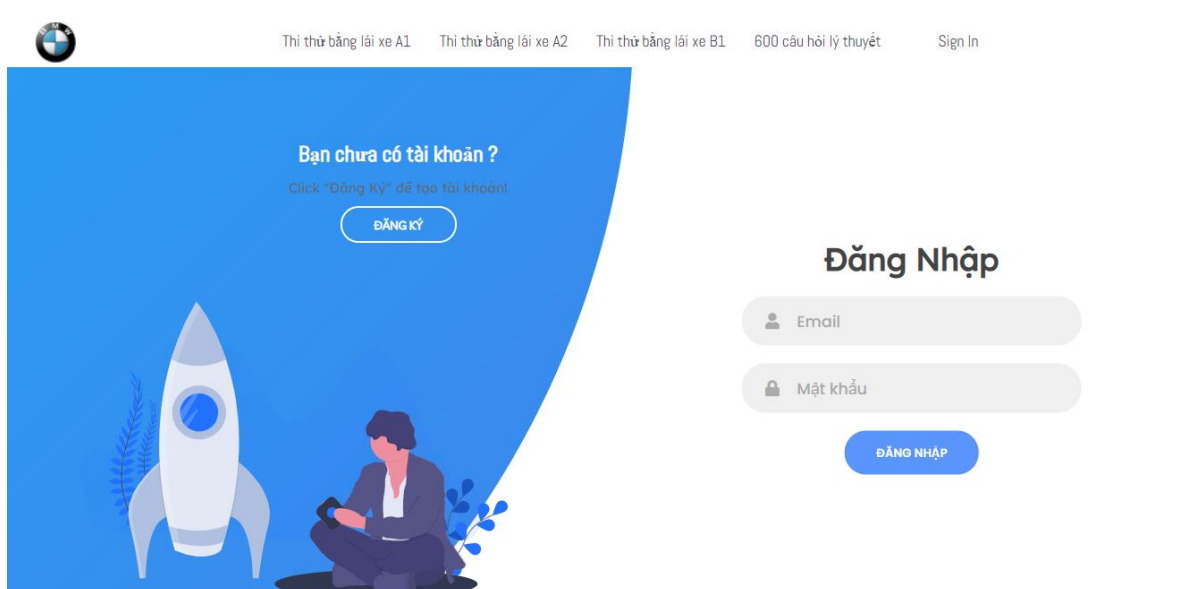 BMW
Thi thử bằng lái xe A1 Thi thử bằng lái xe A2 Thi thử bằng lái xe B1 600 câu hỏi lý thuyết Sign In
Bạn chưa có tài khoản ?
Click "Đăng Ký" để tạo tài khoản!
ĐĂNG KÝ
Đăng Nhập
Email
Mật khẩu
ĐĂNG NHẬP